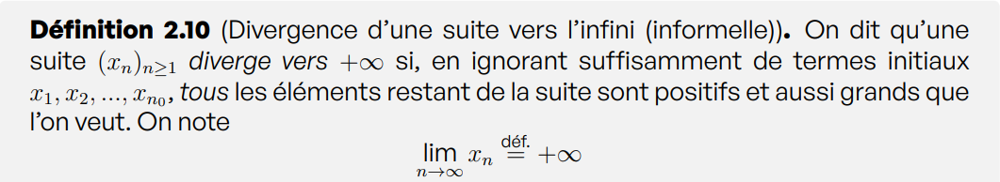 Définition 2.10 (Divergence d’une suite vers l’infini (informelle)). On dit qu’une
suite $(x_n)_{n\geq 1}$ diverge vers $+\infty$ si, en ignorant suffisamment de termes initiaux
$x_1, x_2, ..., x_{n_0}$, tous les éléments restant de la suite sont positifs et aussi grands que
l’on veut. On note
$\lim_{n\to\infty} x_n \overset{\text{déf.}}{=} +\infty$